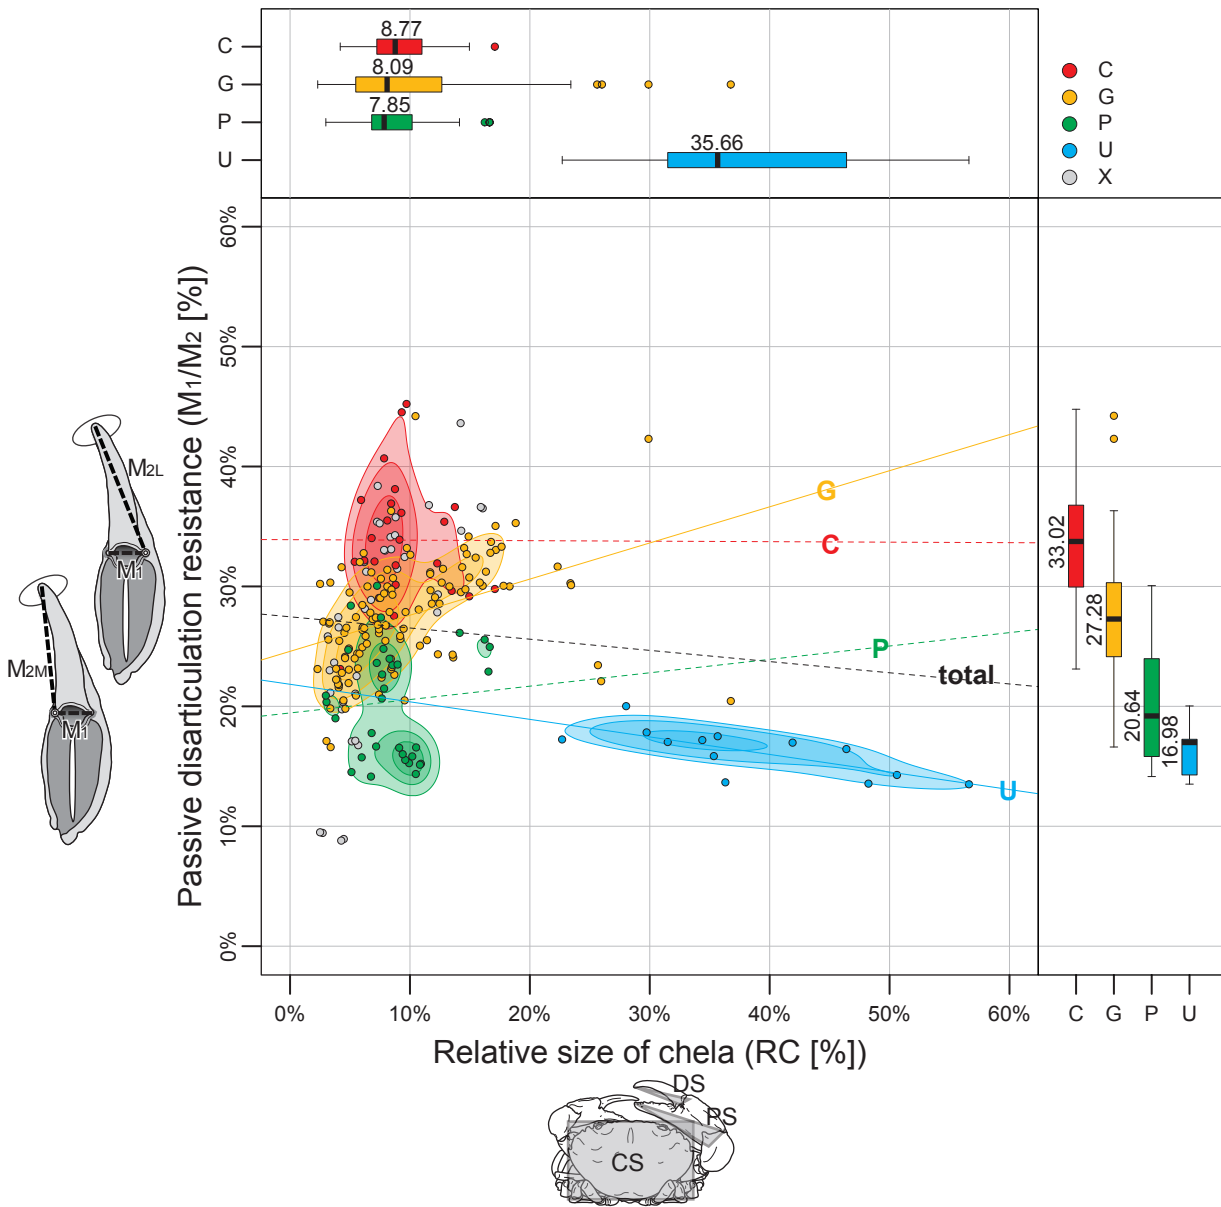 8.77
8.09
7.85
35.66
C
G
P
U
C
G
P
U
X
Passive disarticulation resistance (M1/M2 [%])
60%
50%
40%
30%
20%
10%
0%
G
C
P
total
U
33.02
27.28
20.64
16.98
M2L
M1
M2M
M1
0% 10% 20% 30% 40% 50% 60%
C G P U
Relative size of chela (RC [%])
DS
PS
CS